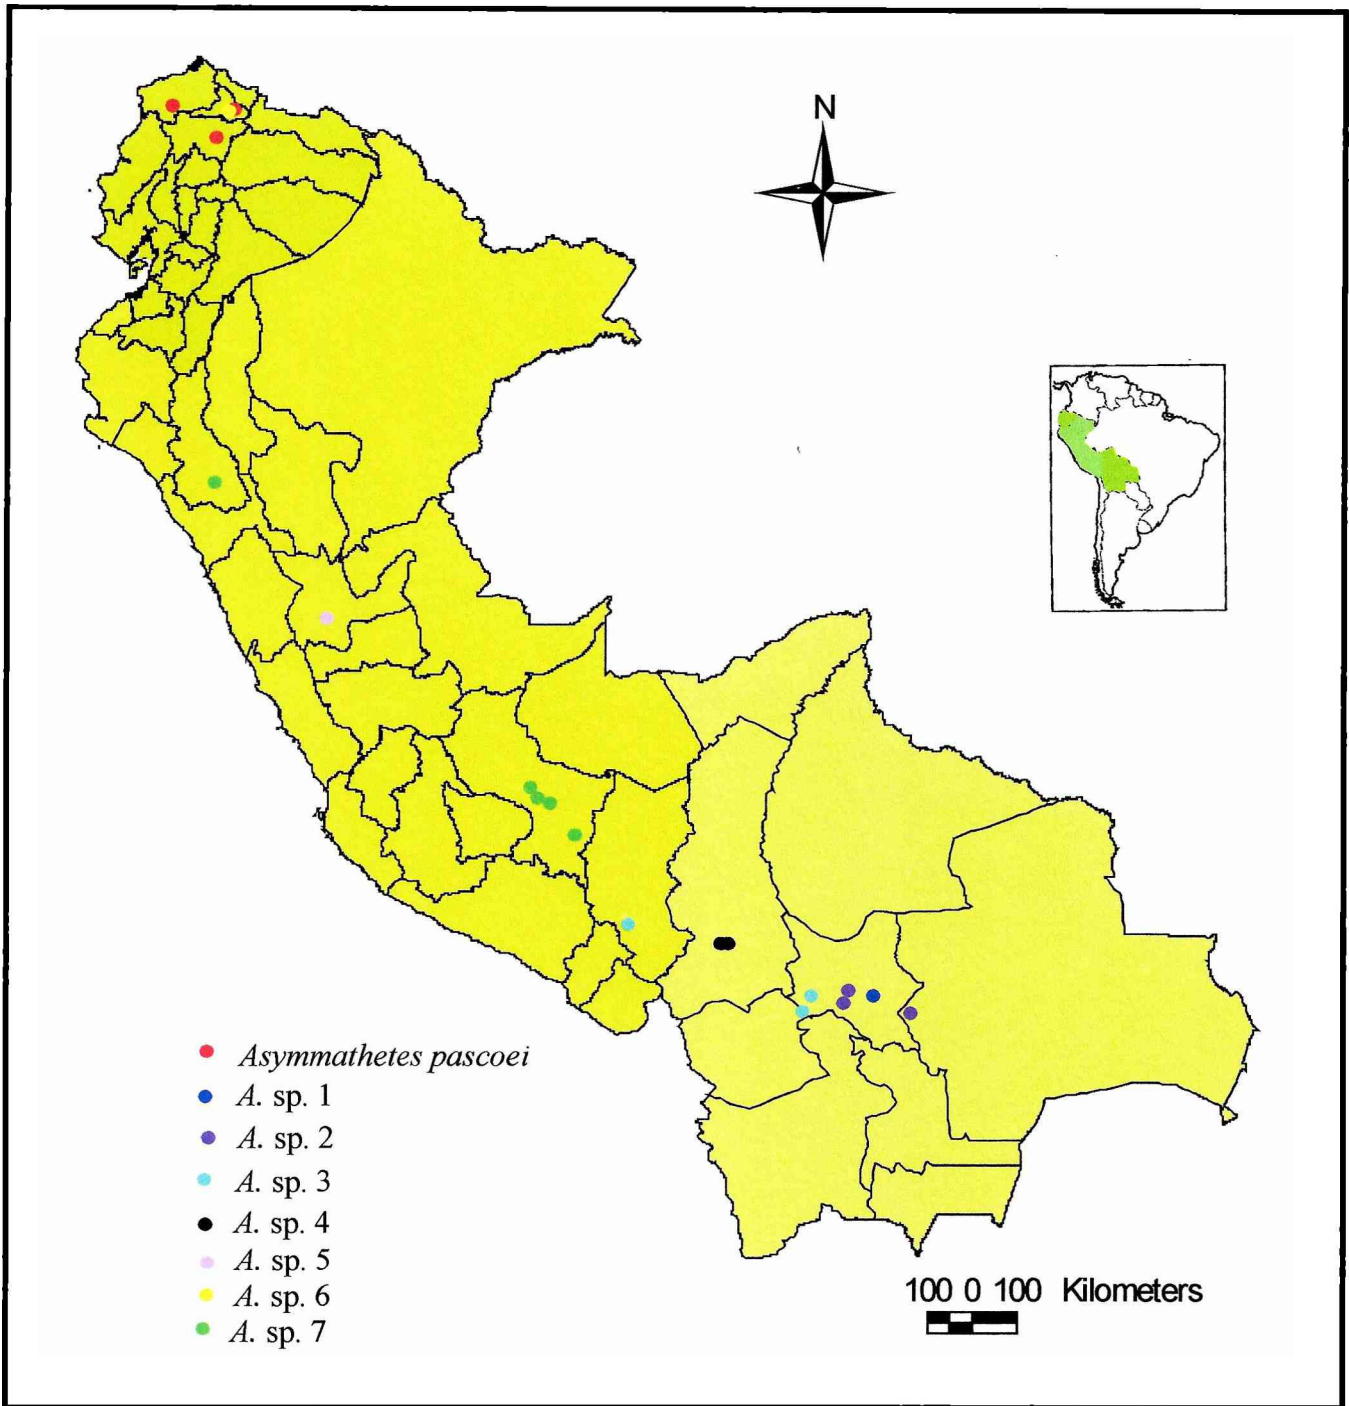 N
Asymmathetes pascoei
A. sp. 1
A. sp. 2
A. sp. 3
A. sp. 4
A. sp. 5
A. sp. 6
A. sp. 7
100 0 100 Kilometers